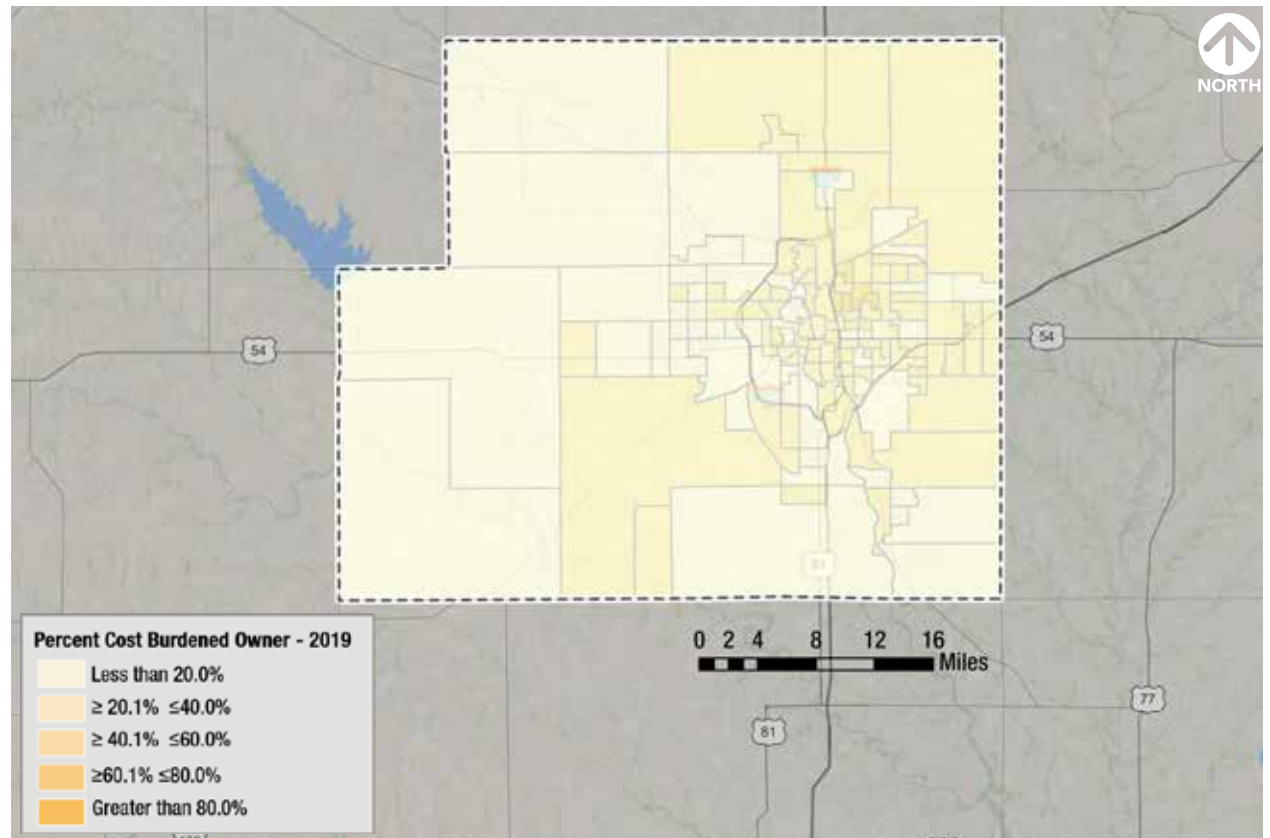 NORTH
54
54
81
77
81
0 2 4 8 12 16
Miles
Percent Cost Burdened Owner - 2019
Less than 20.0%
≥ 20.1% ≤40.0%
≥ 40.1% ≤60.0%
≥60.1% ≤80.0%
Greater than 80.0%